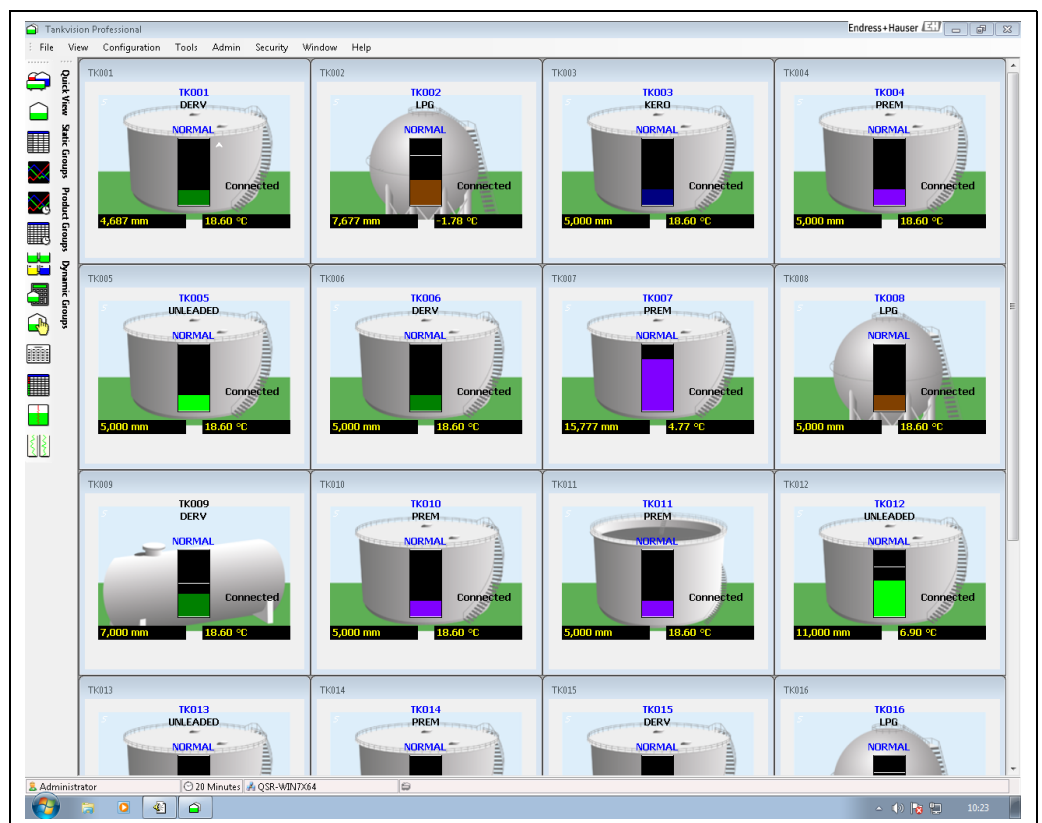 Tankvision Professional
Endress+Hauser EH
File View Configuration Tools Admin Security Window Help
Quick View Static Groups Product Groups Dynamic Groups
TK001 TK002 TK003 TK004
TK001 TK002 TK003 TK004
DERV LPG KERO PREM
NORMAL NORMAL NORMAL NORMAL
Connected Connected Connected Connected
4,687 mm 18.60 °C 7,677 mm -1.78 °C 5,000 mm 18.60 °C 5,000 mm 18.60 °C
TK005 TK006 TK007 TK008
TK005 TK006 TK007 TK008
UNLEADED DERV PREM LPG
NORMAL NORMAL NORMAL NORMAL
Connected Connected Connected Connected
5,000 mm 18.60 °C 5,000 mm 18.60 °C 15,777 mm 4.77 °C 5,000 mm 18.60 °C
TK009 TK010 TK011 TK012
TK009 TK010 TK011 TK012
DERV PREM PREM UNLEADED
NORMAL NORMAL NORMAL NORMAL
Connected Connected Connected Connected
7,000 mm 18.60 °C 5,000 mm 18.60 °C 5,000 mm 18.60 °C 11,000 mm 6.90 °C
TK013 TK014 TK015 TK016
TK013 TK014 TK015 TK016
UNLEADED PREM DERV LPG
NORMAL NORMAL NORMAL NORMAL
Administrator 20 Minutes QSR-WIN7X64
10:23